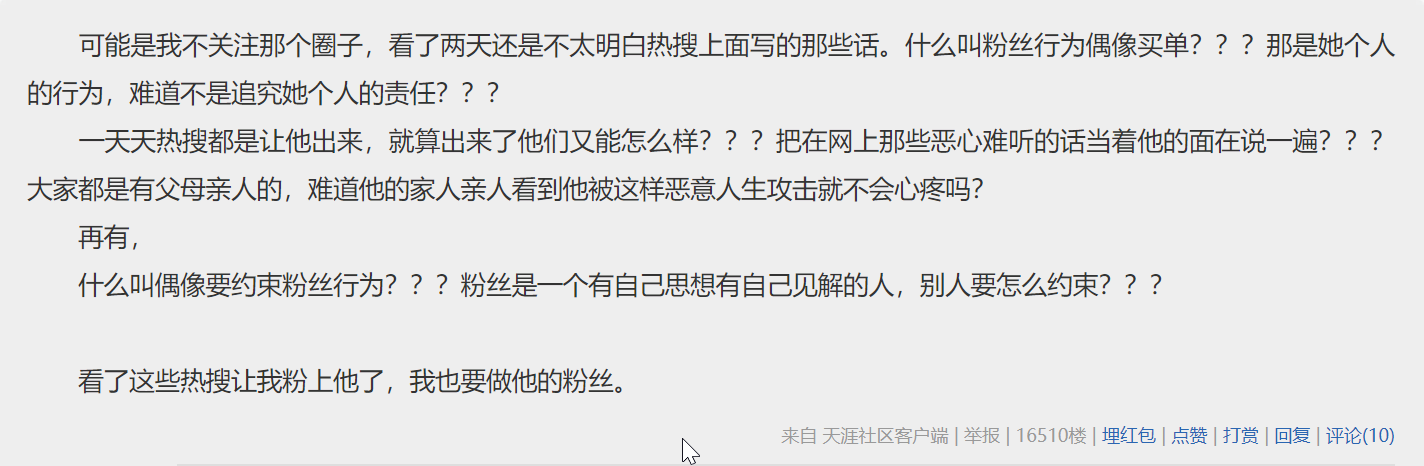 可能是我不关注那个圈子，看了两天还是不太明白热搜上面写的那些话。什么叫粉丝行为偶像买单？？？那是她个人
的行为，难道不是追究她个人的责任？？？
一天天热搜都是让他出来，就算出来了他们又能怎么样？？？把在网上那些恶心难听的话当着他的面在说一遍？？？
大家都是有父母亲人的，难道他的家人亲人看到他被这样恶意人生攻击就不会心疼吗？
再有，
什么叫偶像要约束粉丝行为？？？粉丝是一个有自己思想有自己见解的人，别人要怎么约束？？？
看了这些热搜让我粉上他了，我也要做他的粉丝。
来自 天涯社区客户端 | 举报 | 16510楼 | 埋红包 | 点赞 | 打赏 | 回复 | 评论(10)